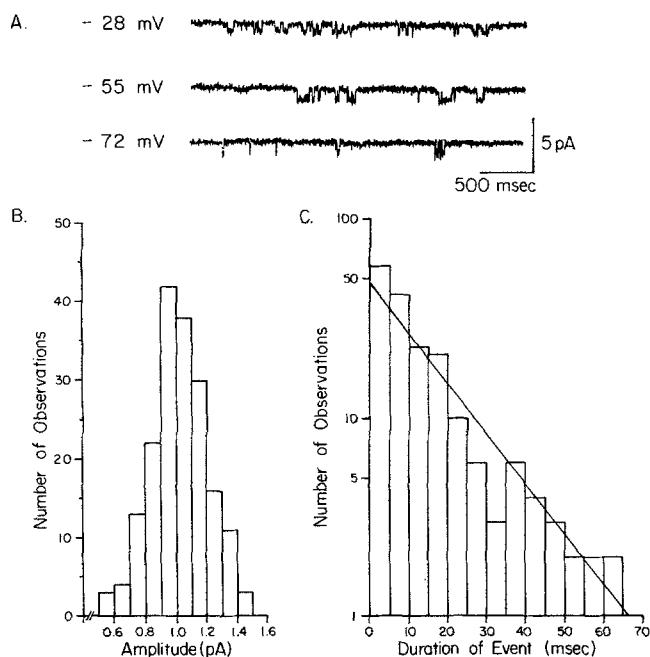 A.
- 28 mV
- 55 mV
- 72 mV
5 pA
500 msec
B.
50
40
30
20
10
0
Number of Observations
0.6 0.8 1.0 1.2 1.4 1.6
Amplitude (pA)
C.
100
50
10
5
1
Number of Observations
0 10 20 30 40 50 60 70
Duration of Event (msec)